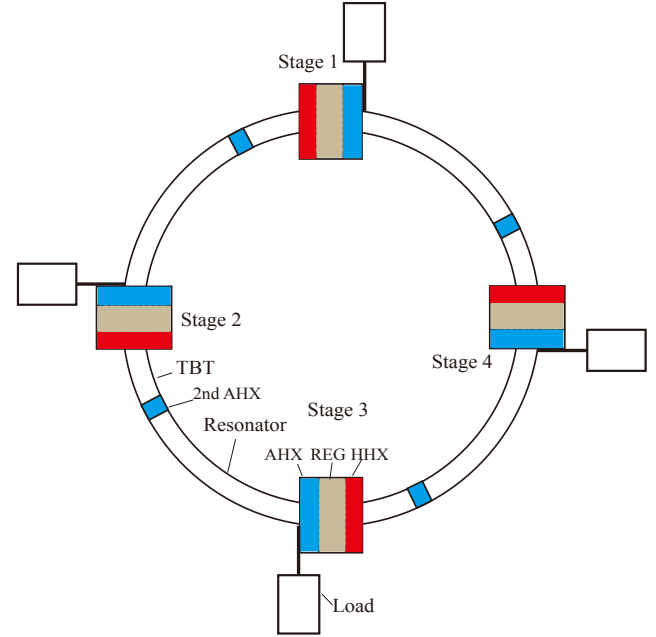 Stage 1
Stage 2
Stage 4
TBT
2nd AHX
Stage 3
Resonator
AHX REG HHX
Load